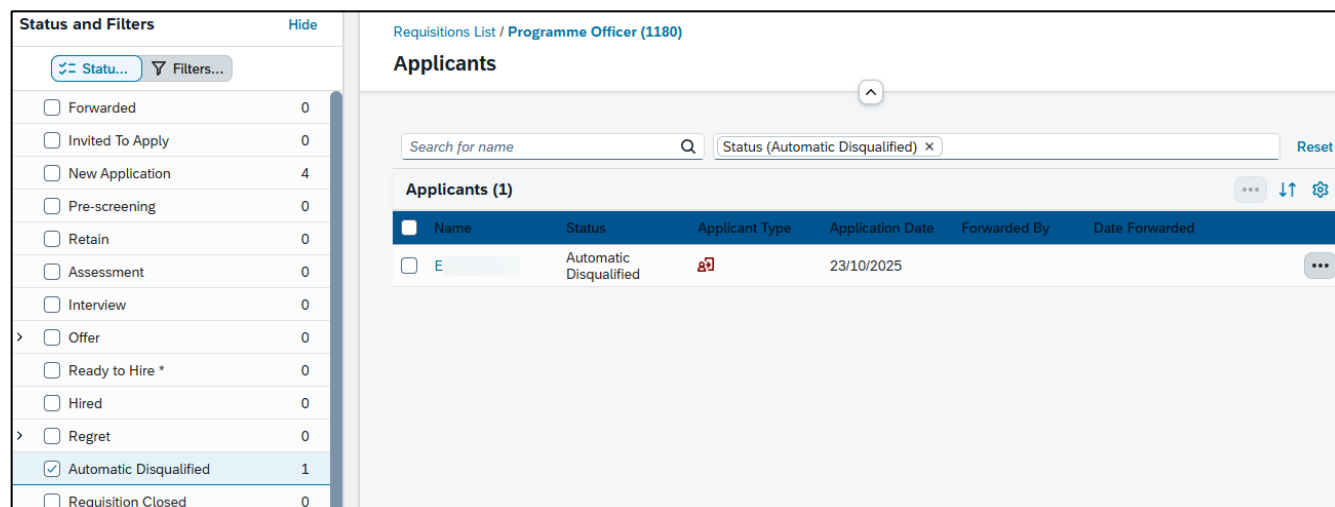 Status and Filters Hide
Statu... Filters...
Forwarded 0
Invited To Apply 0
New Application 4
Pre-screening 0
Retain 0
Assessment 0
Interview 0
Offer 0
Ready to Hire * 0
Hired 0
Regret 0
Automatic Disqualified 1
Requisition Closed 0
Requisitions List / Programme Officer (1180)
Applicants
Search for name Status (Automatic Disqualified) × Reset
Applicants (1)
Name Status Applicant Type Application Date Forwarded By Date Forwarded
E Automatic Disqualified 23/10/2025